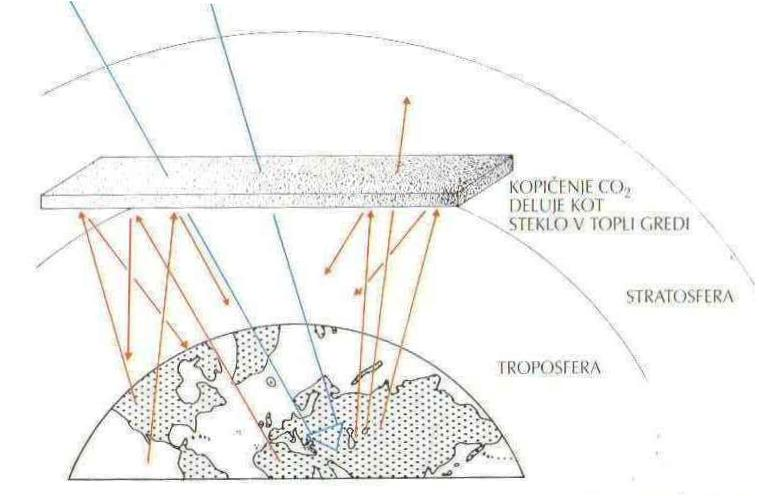 KOPIČENJE CO₂
DELUJE KOT
STEKLO V TOPLI GREDI
STRATOSFERA
TROPOSFERA